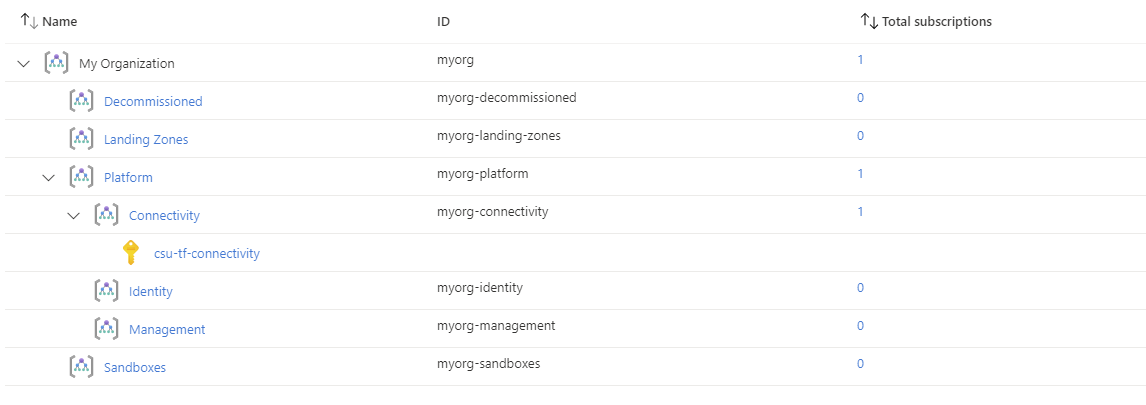 Name ID Total subscriptions
My Organization myorg 1
Decommissioned myorg-decommissioned 0
Landing Zones myorg-landing-zones 0
Platform myorg-platform 1
Connectivity myorg-connectivity 1
csu-tf-connectivity
Identity myorg-identity 0
Management myorg-management 0
Sandboxes myorg-sandboxes 0